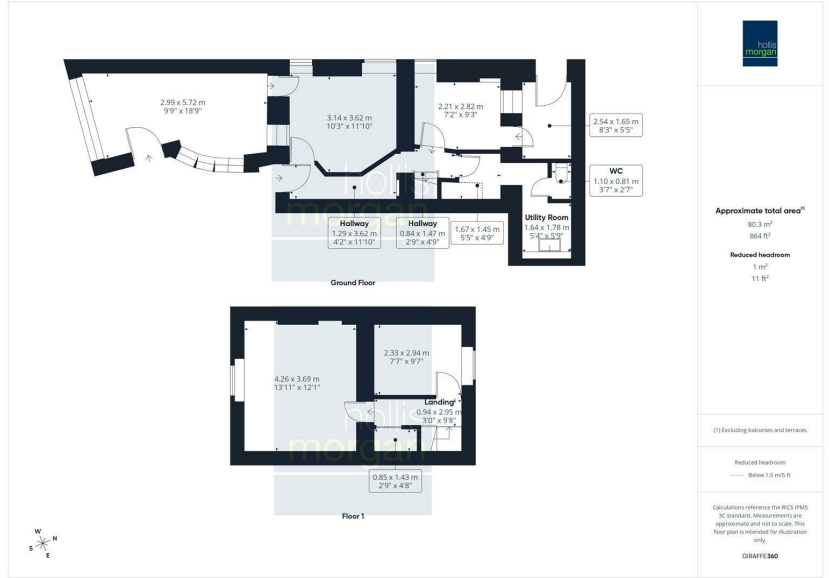 hollis
morgan
2.99 x 5.72 m
9'9" x 18'9"
3.14 x 3.62 m
10'3" x 11'10"
2.21 x 2.82 m
7'2" x 9'3"
2.54 x 1.65 m
8'3" x 5'5"
WC
1.10 x 0.81 m
3'7" x 2'7"
hollis
morgan
Hallway
1.29 x 3.62 m
4'2" x 11'10"
Hallway
0.84 x 1.47 m
2'9" x 4'9"
1.67 x 1.45 m
5'5" x 4'9"
Utility Room
1.64 x 1.78 m
5'4" x 5'9"
Ground Floor
4.26 x 3.69 m
13'11" x 12'1"
2.33 x 2.94 m
7'7" x 9'7"
Landing
0.94 x 2.95 m
3'0" x 9'8"
hollis
morgan
0.85 x 1.43 m
2'9" x 4'8"
Floor 1
W
N
S
E
Approximate total area(1)
80.3 m²
864 ft²
Reduced headroom
1 m²
11 ft²
(1) Excluding balconies and terraces
Reduced headroom
Below 1.5 m/5 ft
Calculations reference the RICS IPMS
3C standard. Measurements are
approximate and not to scale. This
floor plan is intended for illustration
only.
GIRAFFE360